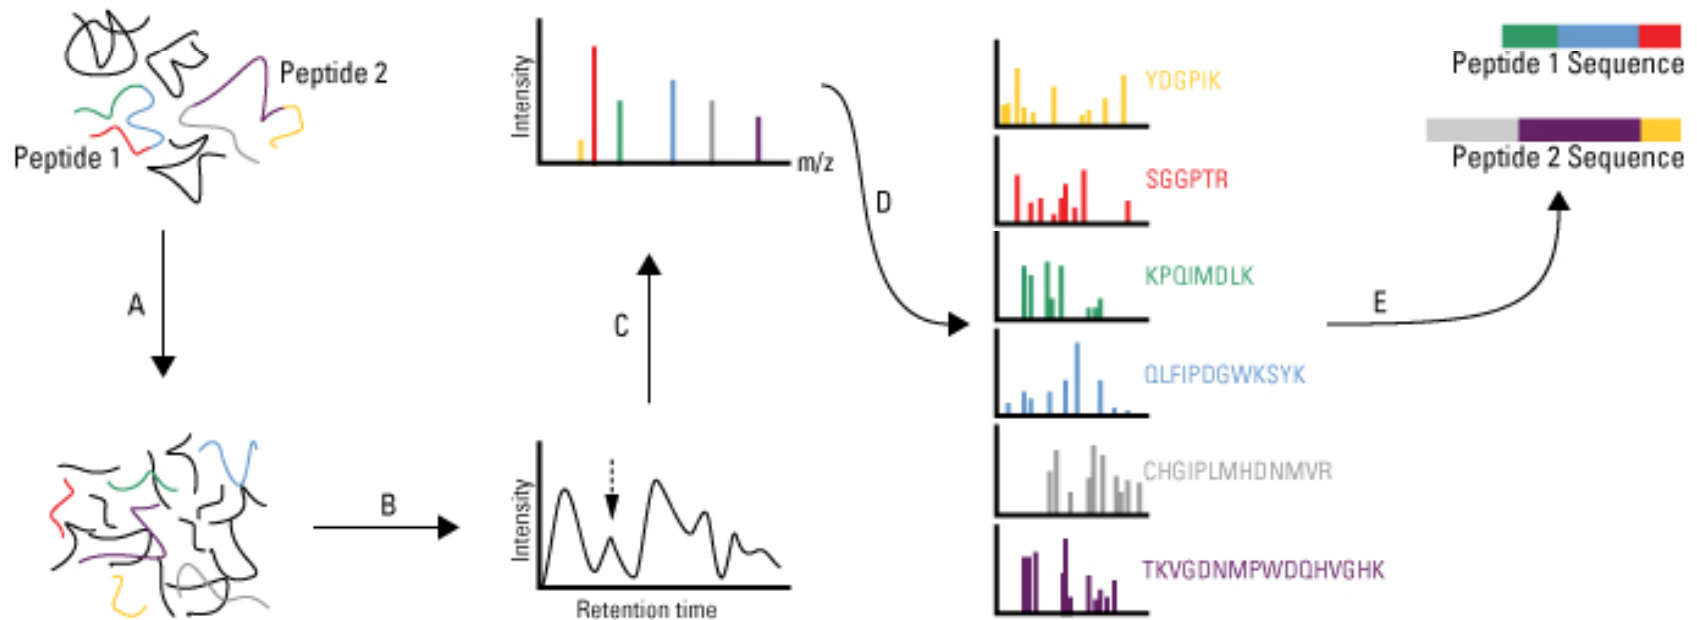 Peptide 2
Peptide 1
A
B
Intensity
Retention time
C
Intensity
m/z
D
YDGPIK
SGGPTR
KPQIMDLK
QLFIPDGWKSYK
CHGIPLMHDNMVR
TKVGDNMPWDQHVGHK
E
Peptide 1 Sequence
Peptide 2 Sequence